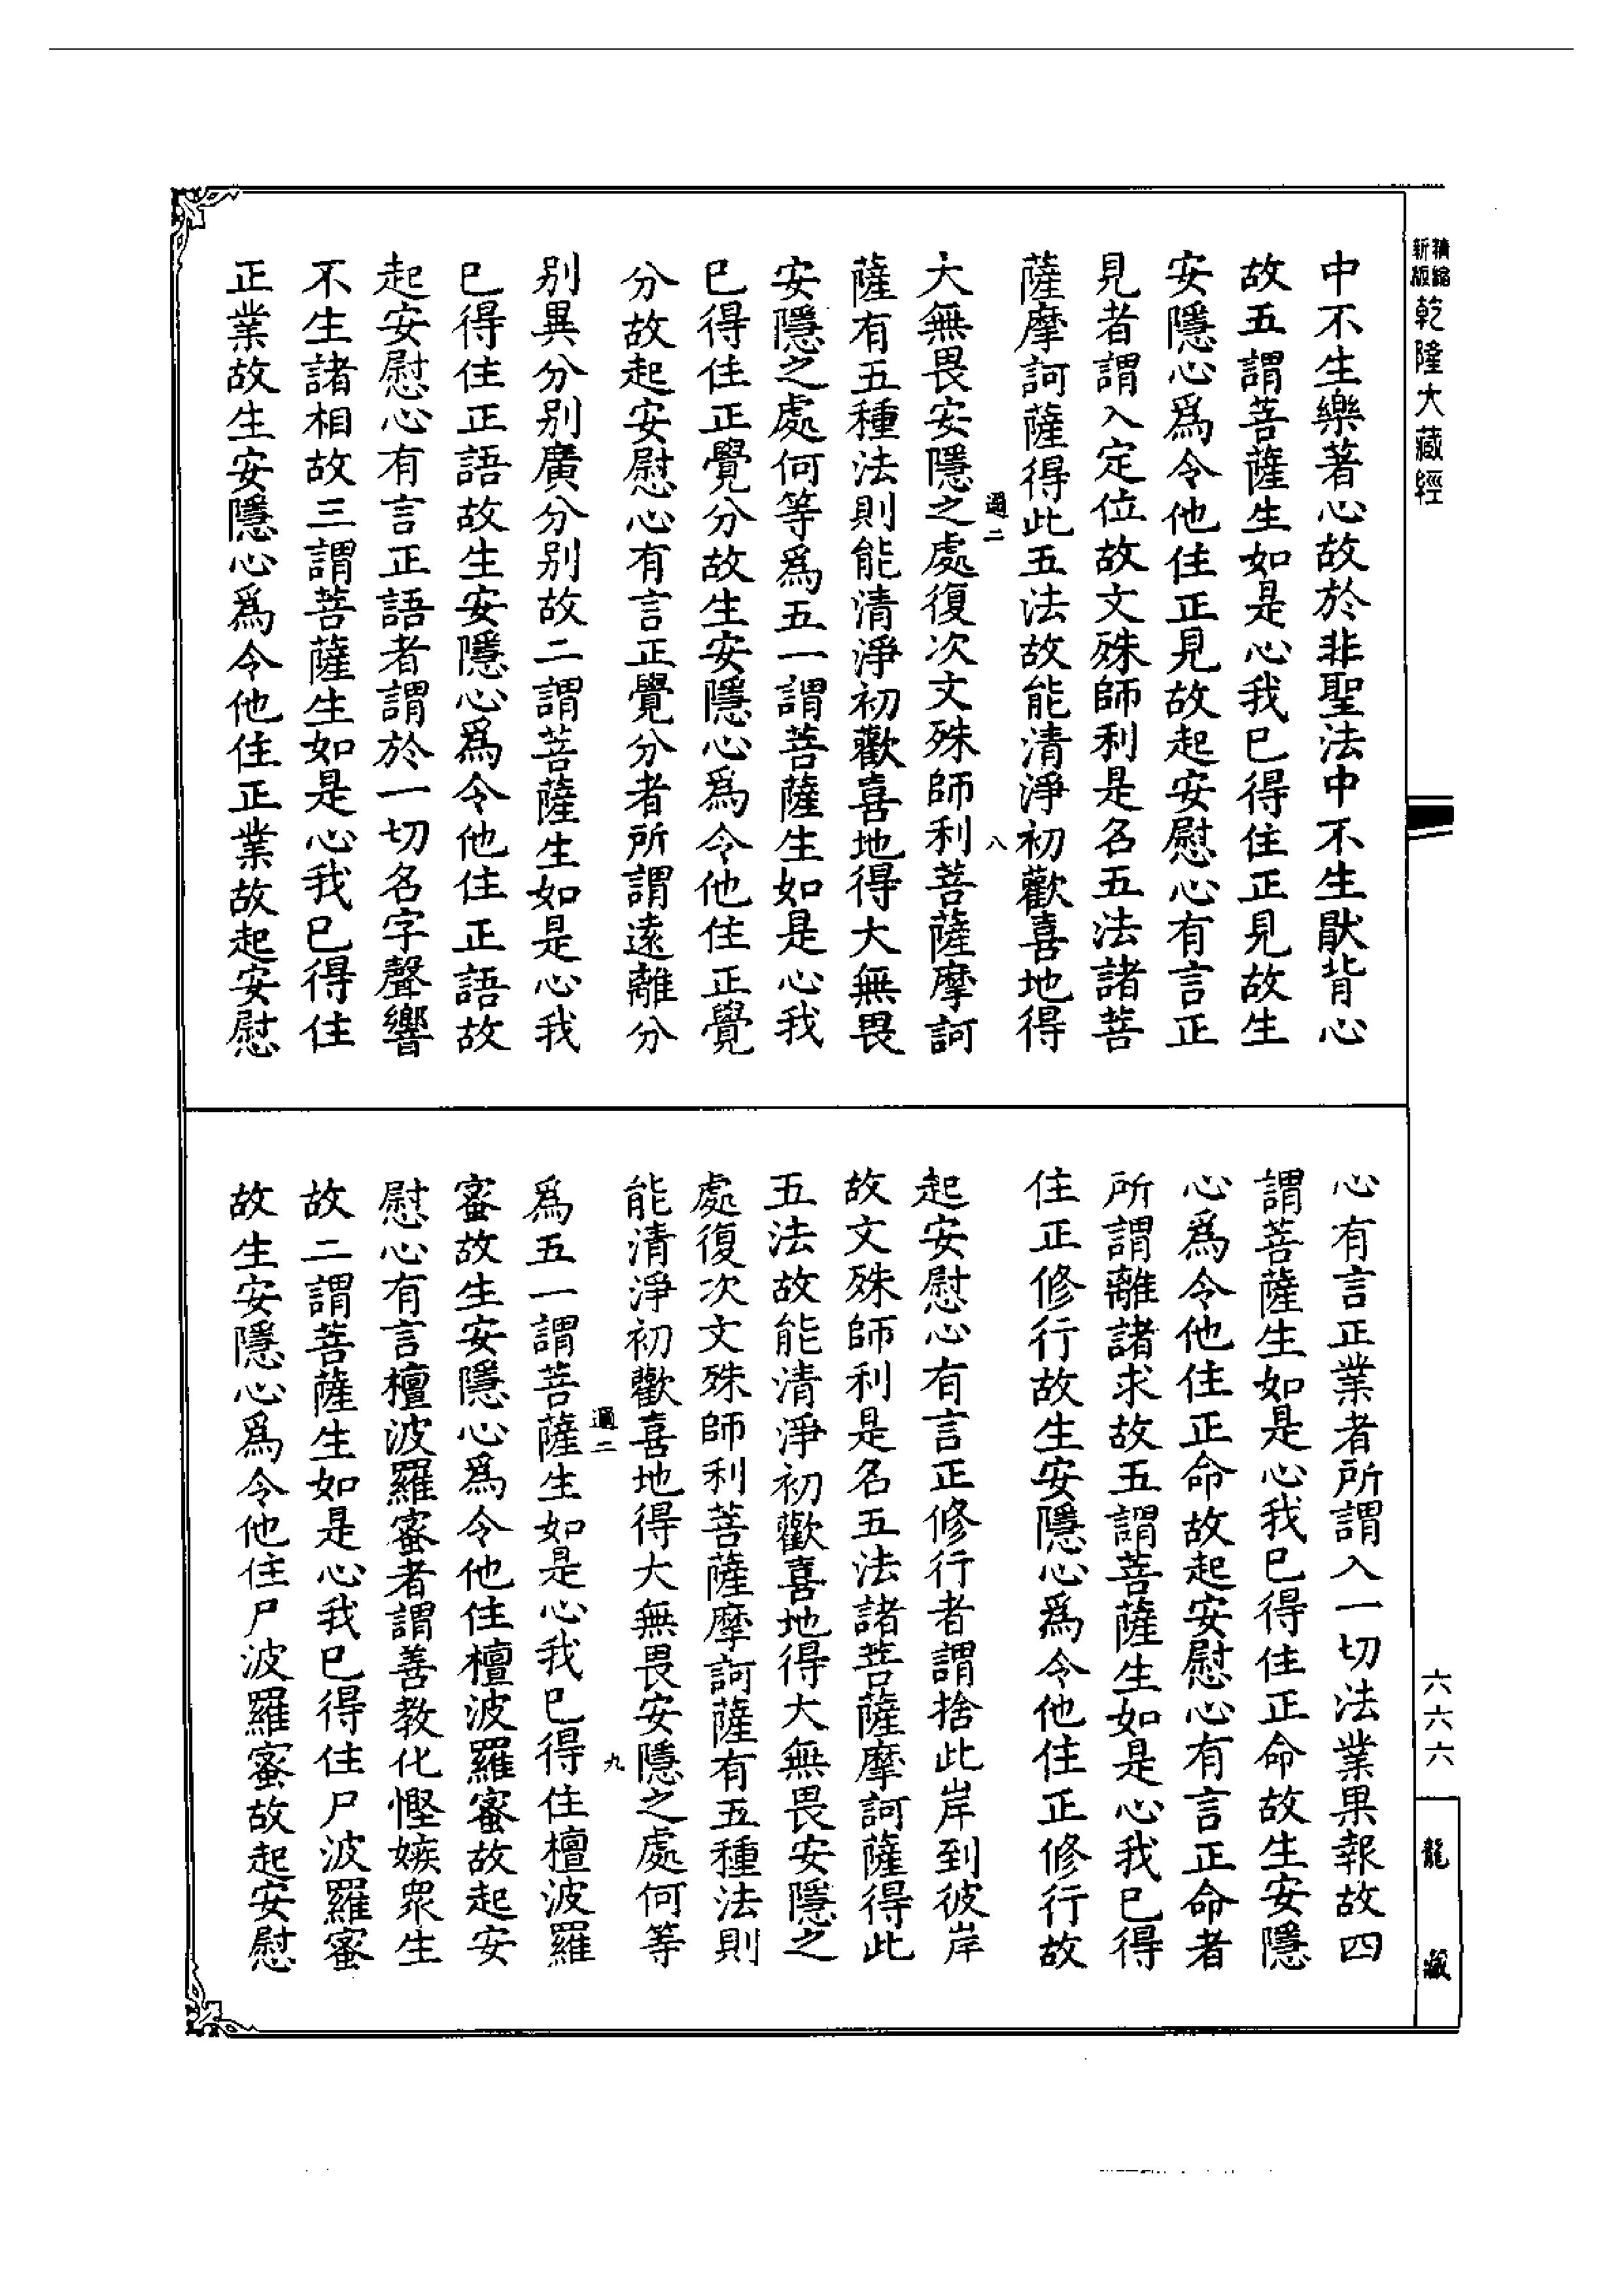 精縮新版乾隆大藏經
中不生樂著心故於非聖法中不生猒背心
故五謂菩薩生如是心我已得住正見故生
安隱心爲令他住正見故起安慰心有言正
見者謂入定位故文殊師利是名五法諸菩
薩摩訶薩得此五法故能清淨初歡喜地得
八
大無畏安隱之處復次文殊師利菩薩摩訶
薩有五種法則能清淨初歡喜地得大無畏
安隱之處何等爲五一謂菩薩生如是心我
已得住正覺分故生安隱心爲令他住正覺
分故起安慰心有言正覺分者所謂遠離分
别異分别廣分别故二謂菩薩生如是心我
已得住正語故生安隱心爲令他住正語故
起安慰心有言正語者謂於一切名字聲響
不生諸相故三謂菩薩生如是心我已得住
正業故生安隱心爲令他住正業故起安慰
心有言正業者所謂入一切法業果報故四
謂菩薩生如是心我已得住正命故生安隱
心爲令他住正命故起安慰心有言正命者
所謂離諸求故五謂菩薩生如是心我已得
住正修行故生安隱心爲令他住正修行故
起安慰心有言正修行者謂捨此岸到彼岸
故文殊師利是名五法諸菩薩摩訶薩得此
五法故能清淨初歡喜地得大無畏安隱之
處復次文殊師利菩薩摩訶薩有五種法則
能清淨初歡喜地得大無畏安隱之處何等
九
爲五一謂菩薩生如是心我已得住檀波羅
蜜故生安隱心爲令他住檀波羅蜜故起安
慰心有言檀波羅蜜者謂善教化慳嫉衆生
故二謂菩薩生如是心我已得住尸波羅蜜
故生安隱心爲令他住尸波羅蜜故起安慰
六六六
龍藏